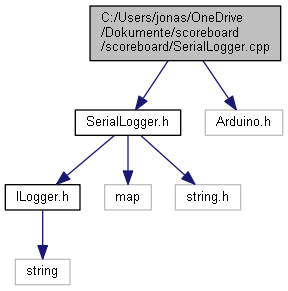 C:/Users/jonas/OneDrive
/Dokumente/scoreboard
/scoreboard/SerialLogger.cpp
SerialLogger.h
Arduino.h
ILogger.h
map
string.h
string